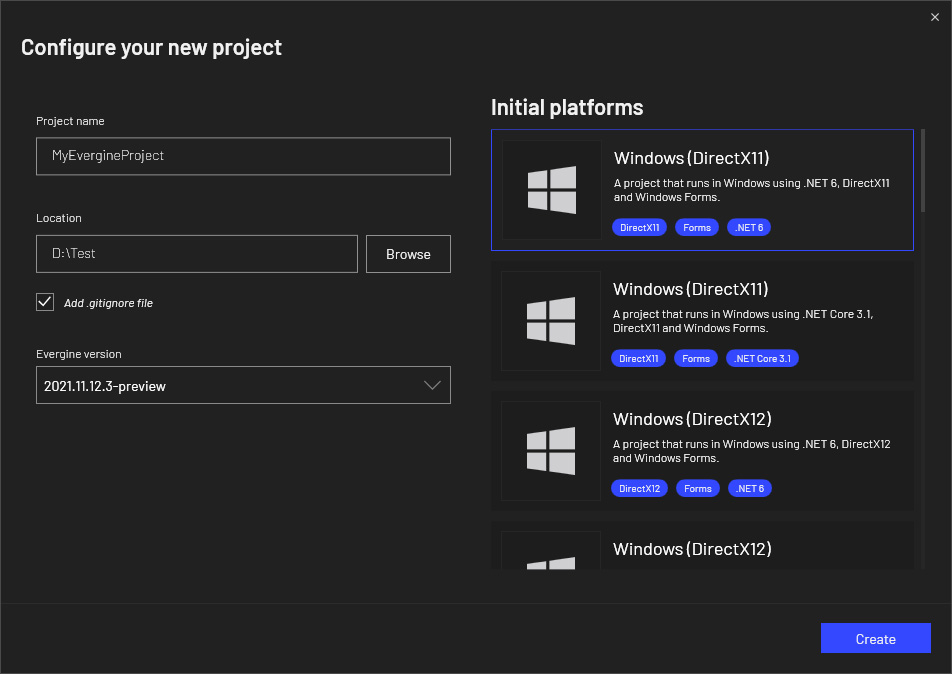 Configure your new project
Project name
MyEvergineProject
Location
D:\Test
Browse
Add .gitignore file
Evergine version
2021.11.12.3-preview
Initial platforms
Windows (DirectX11)
A project that runs in Windows using .NET 6, DirectX11
and Windows Forms.
DirectX11 Forms .NET 6
Windows (DirectX11)
A project that runs in Windows using .NET Core 3.1,
DirectX11 and Windows Forms.
DirectX11 Forms .NET Core 3.1
Windows (DirectX12)
A project that runs in Windows using .NET 6, DirectX12
and Windows Forms.
DirectX12 Forms .NET 6
Windows (DirectX12)
Create